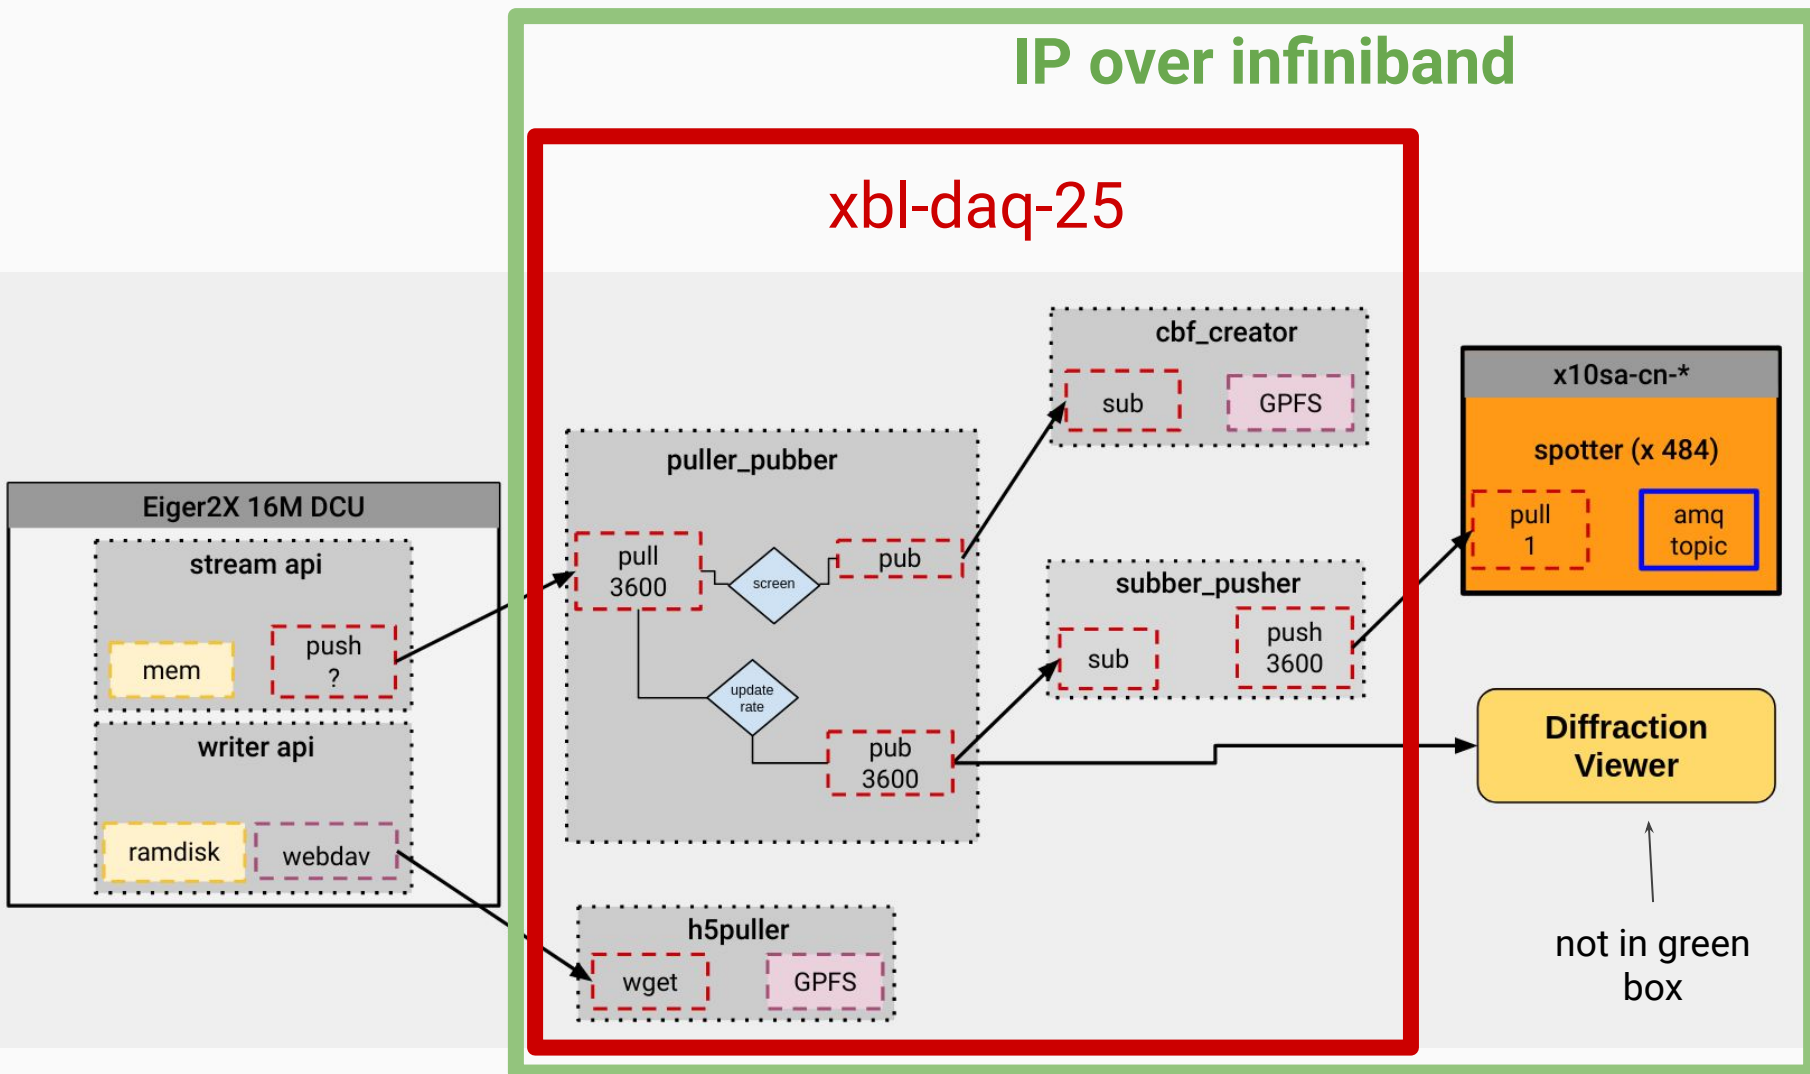 IP over infiniband
xbl-daq-25
Eiger2X 16M DCU
stream api
mem
push
?
writer api
ramdisk
webdav
puller_pubber
pull
3600
screen
pub
update
rate
pub
3600
h5puller
wget
GPFS
cbf_creator
sub
GPFS
subber_pusher
sub
push
3600
x10sa-cn-*
spotter (x 484)
pull
1
amq
topic
Diffraction
Viewer
not in green
box